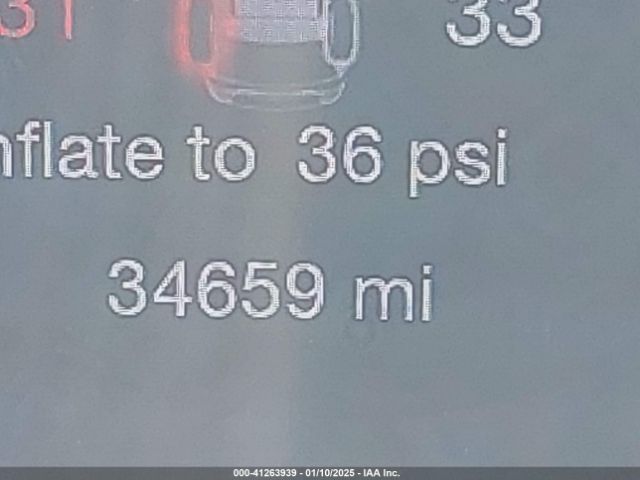 31 33
nflate to 36 psi
34659 mi
000-41263939 - 01/10/2025 - IAA Inc.